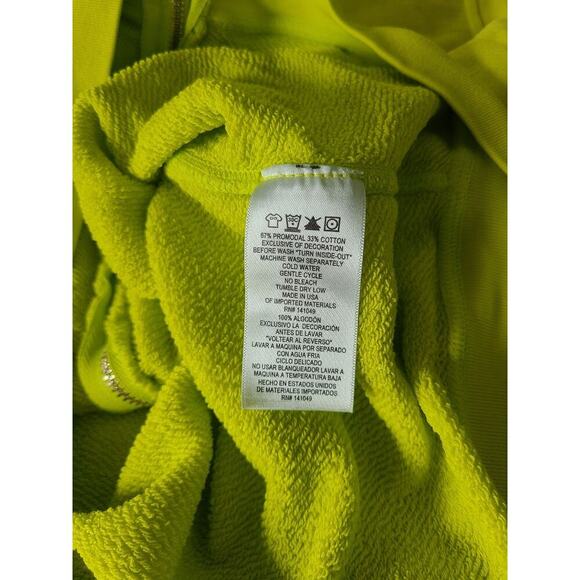 67% PROMODAL 33% COTTON
EXCLUSIVE OF DECORATION
BEFORE WASH "TURN INSIDE-OUT"
MACHINE WASH SEPARATELY
COLD WATER
GENTLE CYCLE
NO BLEACH
TUMBLE DRY LOW
MADE IN USA
OF IMPORTED MATERIALS
RN# 141049
100% ALGODÓN
EXCLUSIVO LA DECORACIÓN
ANTES DE LAVAR
"VOLTEAR AL REVERSO"
LAVAR A MAQUINA POR SEPARADO
CON AGUA FRIA
CICLO DELICADO
NO USAR BLANQUEADOR LAVAR A
MAQUINA A TEMPERATURA BAJA
HECHO EN ESTADOS UNIDOS
DE MATERIALES IMPORTADOS
RN# 141049